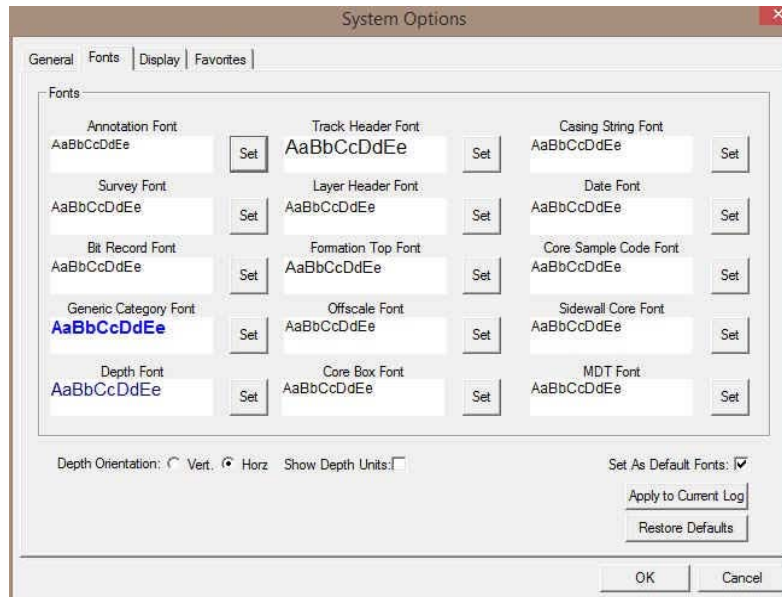 System Options
General Fonts Display Favorites
Fonts
Annotation Font Track Header Font Casing String Font
AaBbCcDdEe Set AaBbCcDdEe Set AaBbCcDdEe Set
Survey Font Layer Header Font Date Font
AaBbCcDdEe Set AaBbCcDdEe Set AaBbCcDdEe Set
Bit Record Font Formation Top Font Core Sample Code Font
AaBbCcDdEe Set AaBbCcDdEe Set AaBbCcDdEe Set
Generic Category Font Offscale Font Sidewall Core Font
AaBbCcDdEe Set AaBbCcDdEe Set AaBbCcDdEe Set
Depth Font Core Box Font MDT Font
AaBbCcDdEe Set AaBbCcDdEe Set AaBbCcDdEe Set
Depth Orientation: Vert. Horz Show Depth Units: Set As Default Fonts:
Apply to Current Log
Restore Defaults
OK Cancel